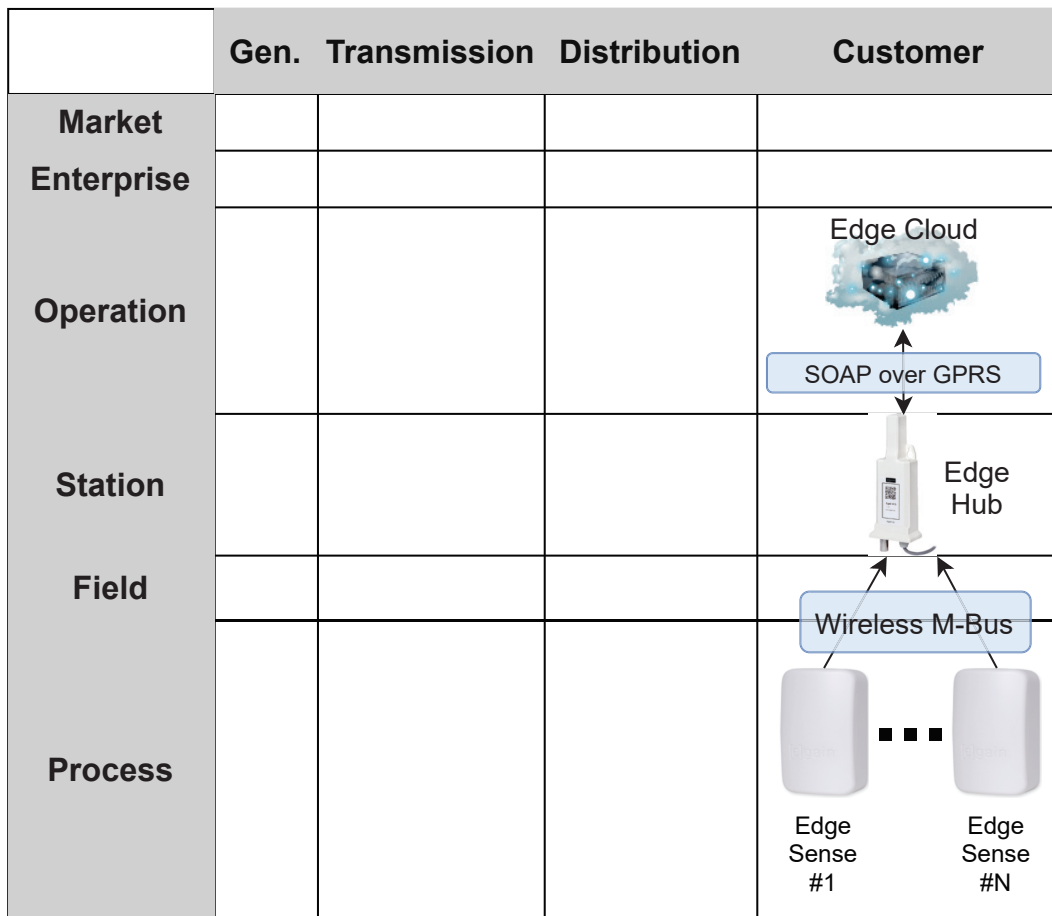 Gen. Transmission Distribution Customer
Market
Enterprise
Operation
Edge Cloud
SOAP over GPRS
Station
Edge
Hub
Field
Wireless M-Bus
Process
Edge
Sense
#1
Edge
Sense
#N